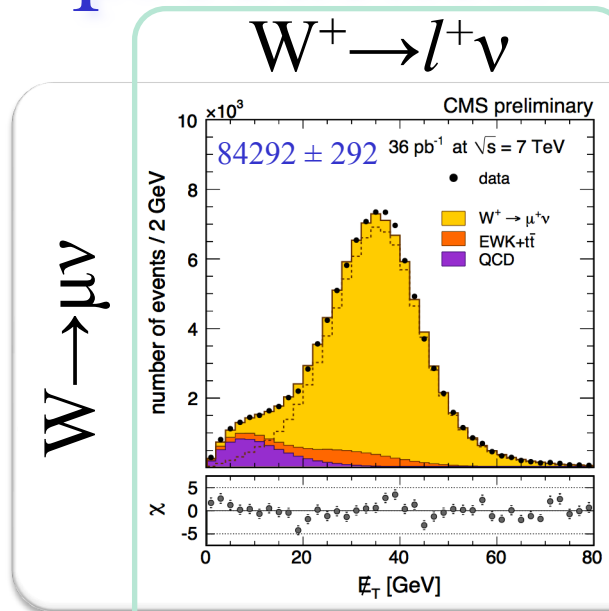 W⁺→l⁺ν
W→μν
CMS preliminary
×10³
84292 ± 292
36 pb⁻¹ at √s = 7 TeV
data
W⁺ → μ⁺ν
EWK+tt̄
QCD
number of events / 2 GeV
10
8
6
4
2
χ
5
0
-5
0 20 40 60 80
E̸_T [GeV]